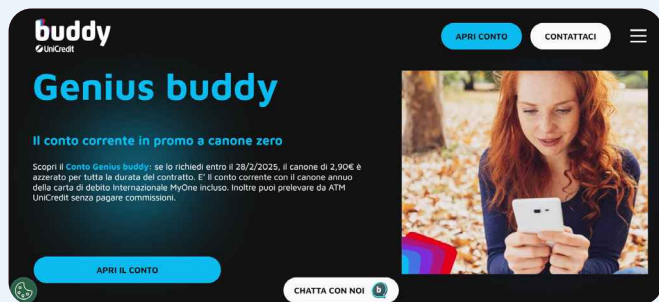 buddy
UniCredit
APRI CONTO
CONTATTACI
Genius buddy
Il conto corrente in promo a canone zero
Scopri il Conto Genius buddy: se lo richiedi entro il 28/2/2025, il canone di 2,90€ è
azzerato per tutta la durata del contratto. E' Il conto corrente con il canone annuo
della carta di debito Internazionale MyOne incluso. Inoltre puoi prelevare da ATM
UniCredit senza pagare commissioni.
APRI IL CONTO
CHATTA CON NOI
b